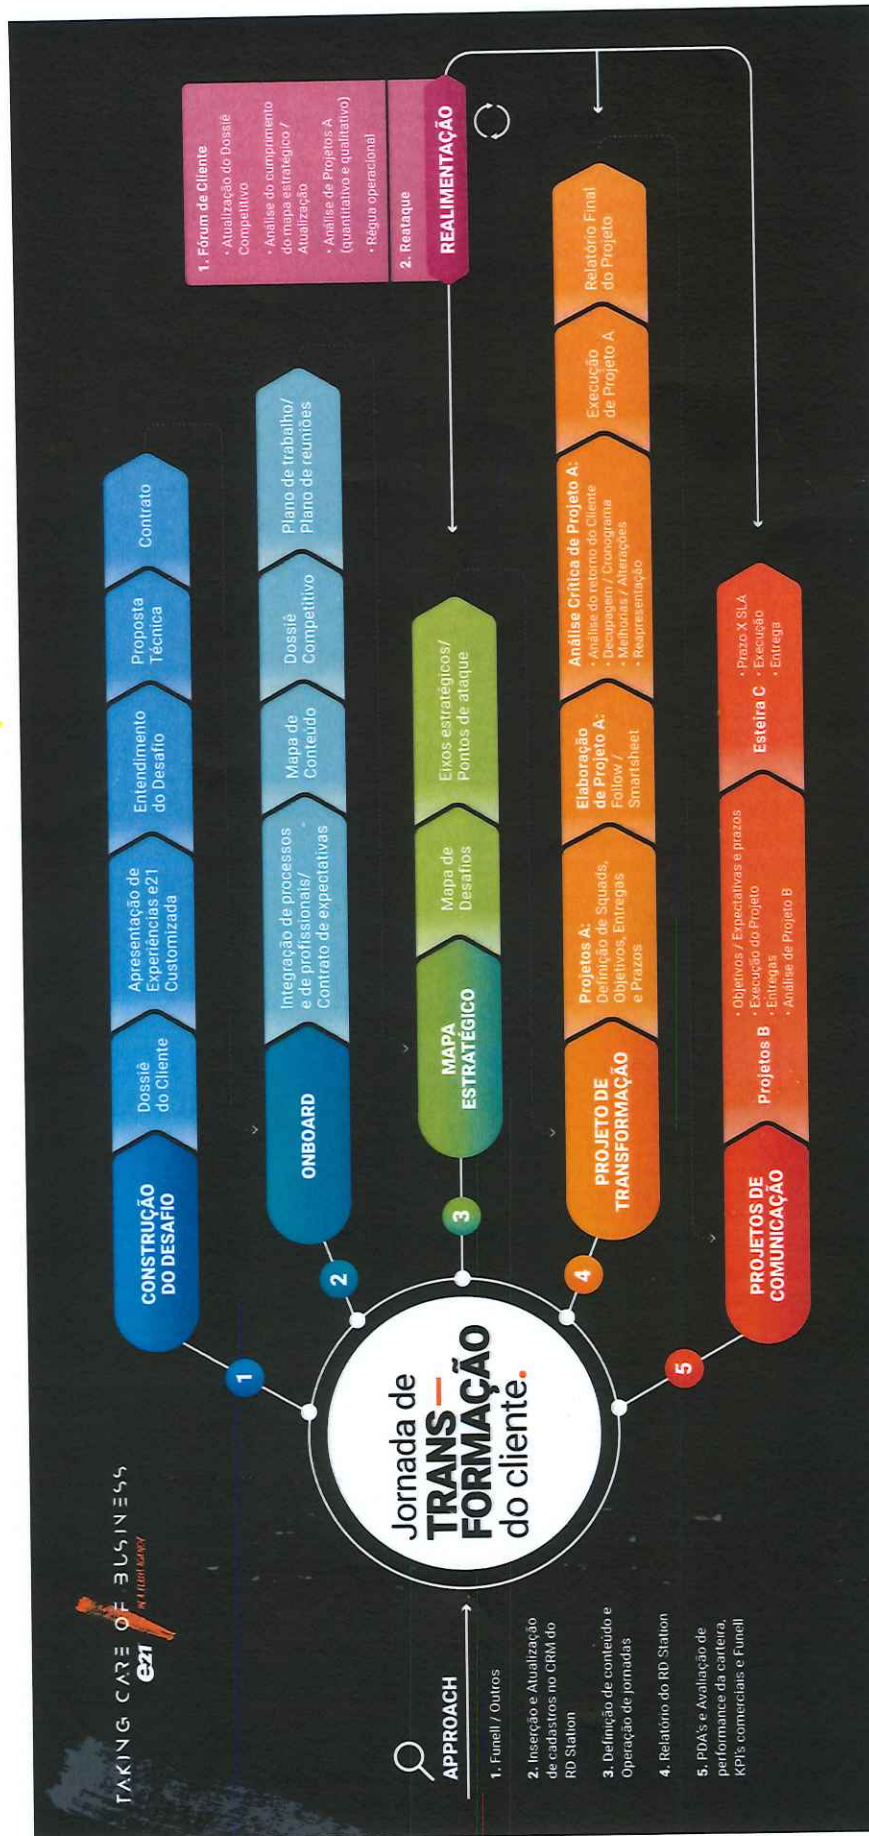 TAKING CARE OF BUSINESS
e21
APPROACH
1. Funell / Outros
2. Inserção e Atualização
de cadastros no CRM do
RD Station
3. Definição de conteúdo e
Operação de jornadas
4. Relatório do RD Station
5. PDA's e Avaliação de
performance da carteira,
KPI's comerciais e Funell
Jornada de
TRANS—
FORMAÇÃO
do cliente.
1
CONSTRUÇÃO
DO DESAFIO
Dossiê
do Cliente
Apresentação de
Experiências e21
Customizada
Entendimento
do Desafio
Proposta
Técnica
Contrato
2
ONBOARD
Integração de processos
e de profissionais/
Contrato de expectativas
Mapa de
Conteúdo
Dossiê
Competitivo
Plano de trabalho/
Plano de reuniões
3
MAPA
ESTRATÉGICO
Mapa de
Desafios
Eixos estratégicos/
Pontos de ataque
4
PROJETO DE
TRANSFORMAÇÃO
Projetos A:
Definição de Squads,
Objetivos, Entregas
e Prazos
Elaboração
de Projeto A:
Follow /
Smartsheet
Análise Crítica de Projeto A:
• Análise do retorno do Cliente
• Decupagem / Cronograma
• Melhorias / Alterações
• Reapresentação
Execução
de Projeto A
Relatório Final
do Projeto
5
PROJETOS DE
COMUNICAÇÃO
Projetos B
• Objetivos / Expectativas e prazos
• Execução do Projeto
• Entregas
• Análise de Projeto B
Esteira C
• Prazo X SLA
• Execução
• Entrega
1. Fórum de Cliente
• Atualização do Dossiê
Competitivo
• Análise do cumprimento
do mapa estratégico /
Atualização
• Análise de Projetos A
(quantitativo e qualitativo)
• Régua operacional
2. Reataque
REALIMENTAÇÃO